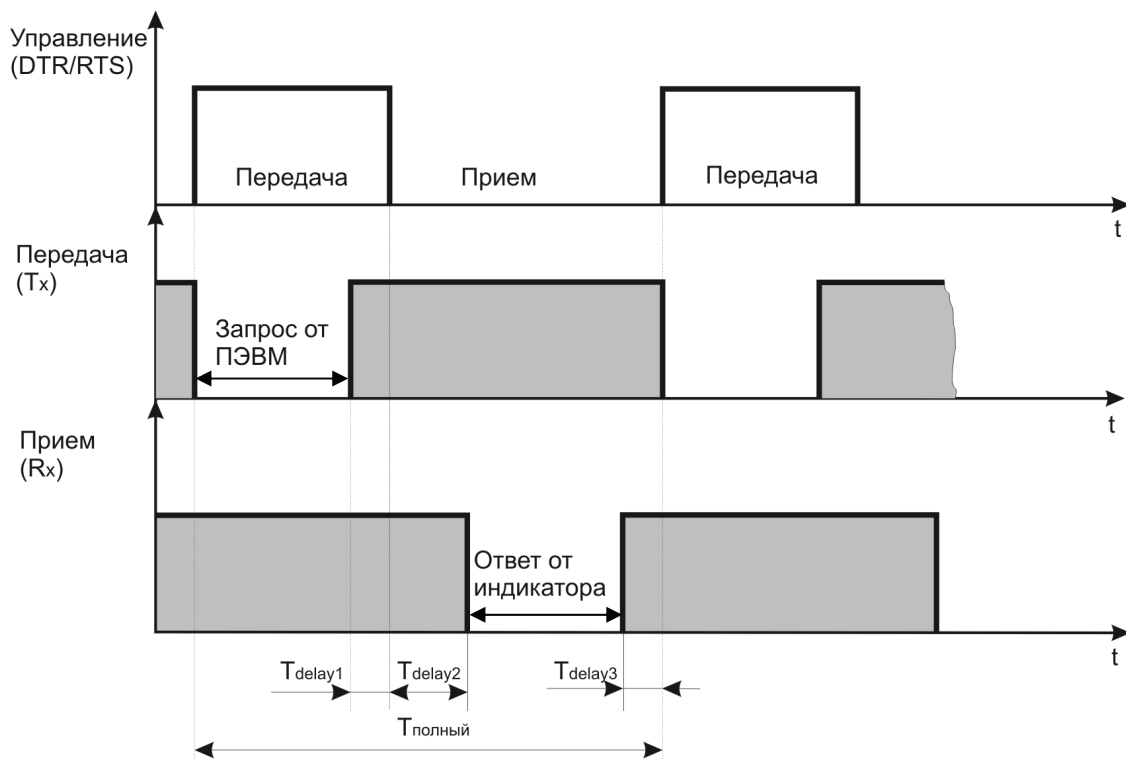 Управление
(DTR/RTS)
Передача
Прием
Передача
t
Передача
(Tx)
Запрос от
ПЭВМ
t
Прием
(Rx)
Ответ от
индикатора
t
Tdelay1
Tdelay2
Tdelay3
Tполный